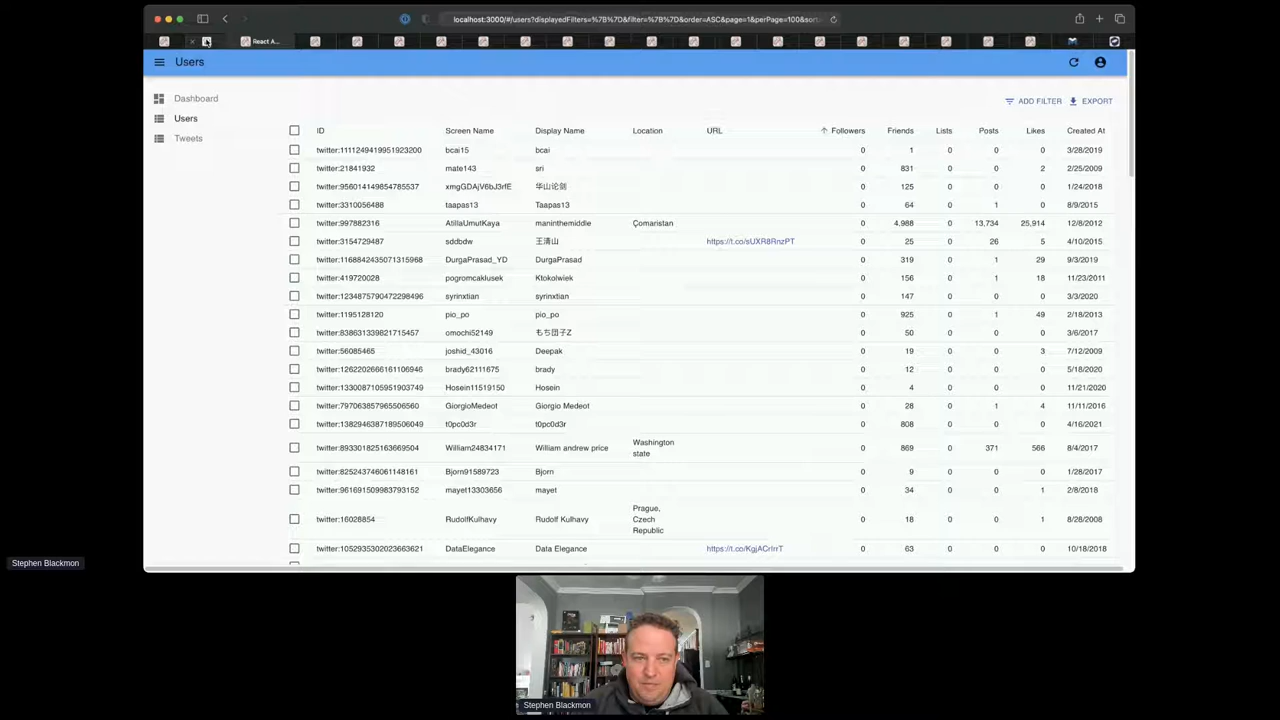 localhost:3000/#/users?displayedFilters=%7B%7D&filter=%7B%7D&order=ASC&page=1&perPage=100&sort
React A...
Users
Dashboard
Users
Tweets
ADD FILTER EXPORT
ID Screen Name Display Name Location URL Followers Friends Lists Posts Likes Created At
twitter:1111249419951923200 bcai15 bcai 0 1 0 0 0 3/28/2019
twitter:21841932 mate143 sri 0 831 0 0 2 2/25/2009
twitter:956014149854785537 xmgGDAjV6bJ3rfE 华山论剑 0 125 0 0 0 1/24/2018
twitter:3310056488 taapas13 Taapas13 0 64 0 1 0 8/9/2015
twitter:997882316 AtillaUmutKaya maninthemiddle Çomaristan 0 4,988 0 13,734 25,914 12/8/2012
twitter:3154729487 sddbdw 王清山 https://t.co/sUXR8RnzPT 0 25 0 26 5 4/10/2015
twitter:1168842435071315968 DurgaPrasad_YD DurgaPrasad 0 319 0 1 29 9/3/2019
twitter:419720028 pogromcaklusek Ktokolwiek 0 156 0 1 18 11/23/2011
twitter:1234875790472298496 syrinxtian syrinxtian 0 147 0 0 0 3/3/2020
twitter:1195128120 pio_po pio_po 0 925 0 1 49 2/18/2013
twitter:838631339821715457 omochi52149 もち団子Z 0 50 0 0 0 3/6/2017
twitter:56085465 joshid_43016 Deepak 0 19 0 0 3 7/12/2009
twitter:1262202666161106946 brady62111675 brady 0 12 0 0 0 5/18/2020
twitter:1330087105951903749 Hosein11519150 Hosein 0 4 0 0 0 11/21/2020
twitter:797063857965506560 GiorgioMedeot Giorgio Medeot 0 28 0 1 4 11/11/2016
twitter:1382946387189506049 t0pc0d3r t0pc0d3r 0 808 0 0 0 4/16/2021
twitter:893301825163669504 William24834171 William andrew price Washington state 0 869 0 371 566 8/4/2017
twitter:825243746061148161 Bjorn91589723 Bjorn 0 9 0 0 0 1/28/2017
twitter:961691509983793152 mayet13303656 mayet 0 34 0 0 1 2/8/2018
twitter:16028854 RudolfKulhavy Rudolf Kulhavy Prague, Czech Republic 0 18 0 0 1 8/28/2008
twitter:1052935302023663621 DataElegance Data Elegance https://t.co/KgjACrIrrT 0 63 0 0 0 10/18/2018
Stephen Blackmon
Stephen Blackmon